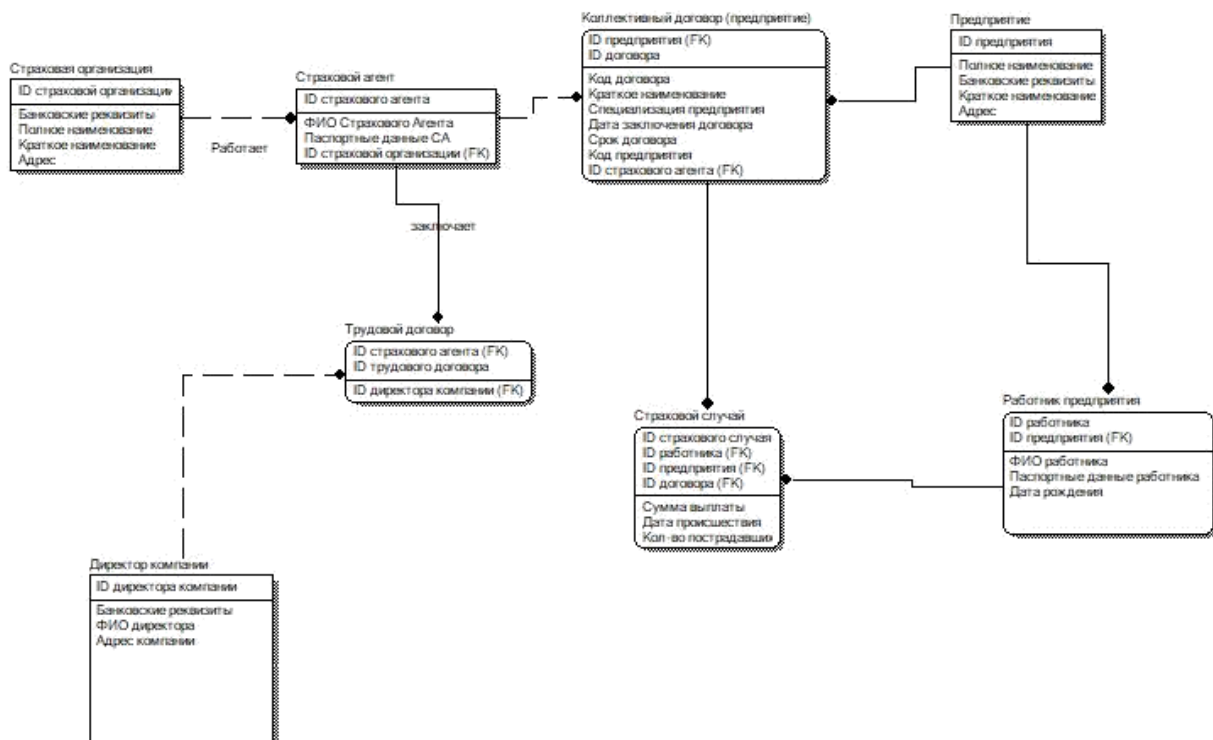 Страховая организация
ID страховой организации
Банковские реквизиты
Полное наименование
Краткое наименование
Адрес
Работает
Страховой агент
ID страхового агента
ФИО Страхового Агента
Паспортные данные СА
ID страховой организации (FK)
заключает
Коллективный договор (предприятие)
ID предприятия (FK)
ID договора
Код договора
Краткое наименование
Специализация предприятия
Дата заключения договора
Срок договора
Код предприятия
ID страхового агента (FK)
Предприятие
ID предприятия
Полное наименование
Банковские реквизиты
Краткое наименование
Адрес
Трудовой договор
ID страхового агента (FK)
ID трудового договора
ID директора компании (FK)
Страховой случай
ID страхового случая
ID работника (FK)
ID предприятия (FK)
ID договора (FK)
Сумма выплаты
Дата происшествия
Кол-во пострадавших
Работник предприятия
ID работника
ID предприятия (FK)
ФИО работника
Паспортные данные работника
Дата рождения
Директор компании
ID директора компании
Банковские реквизиты
ФИО директора
Адрес компании